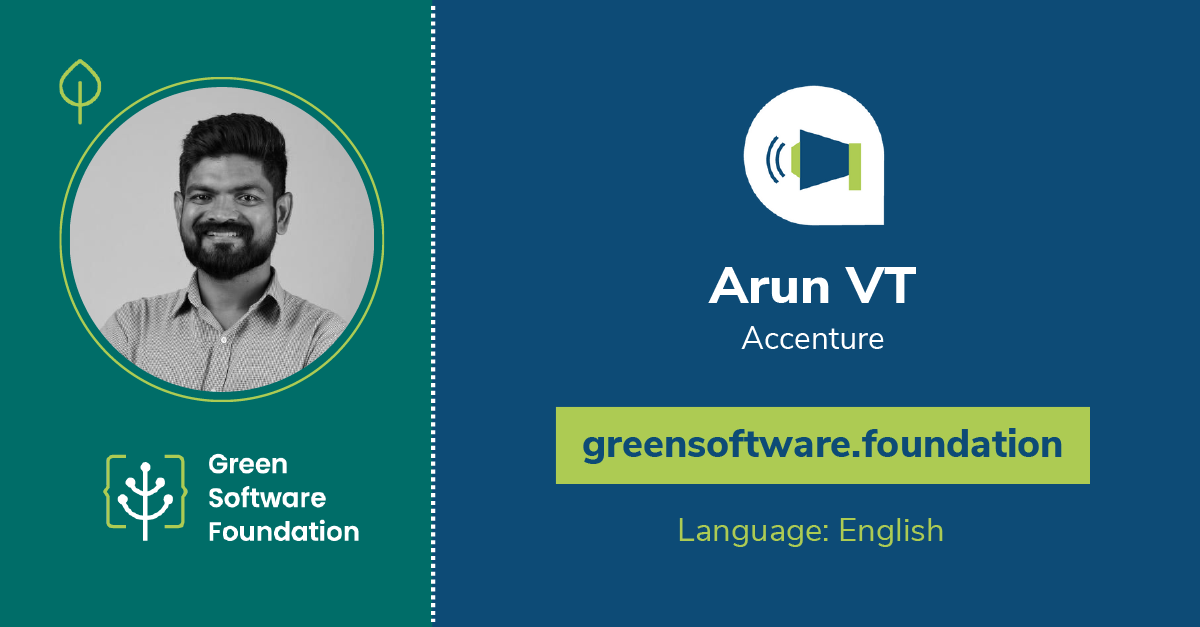 Green
Software
Foundation
Arun VT
Accenture
greensoftware.foundation
Language: English